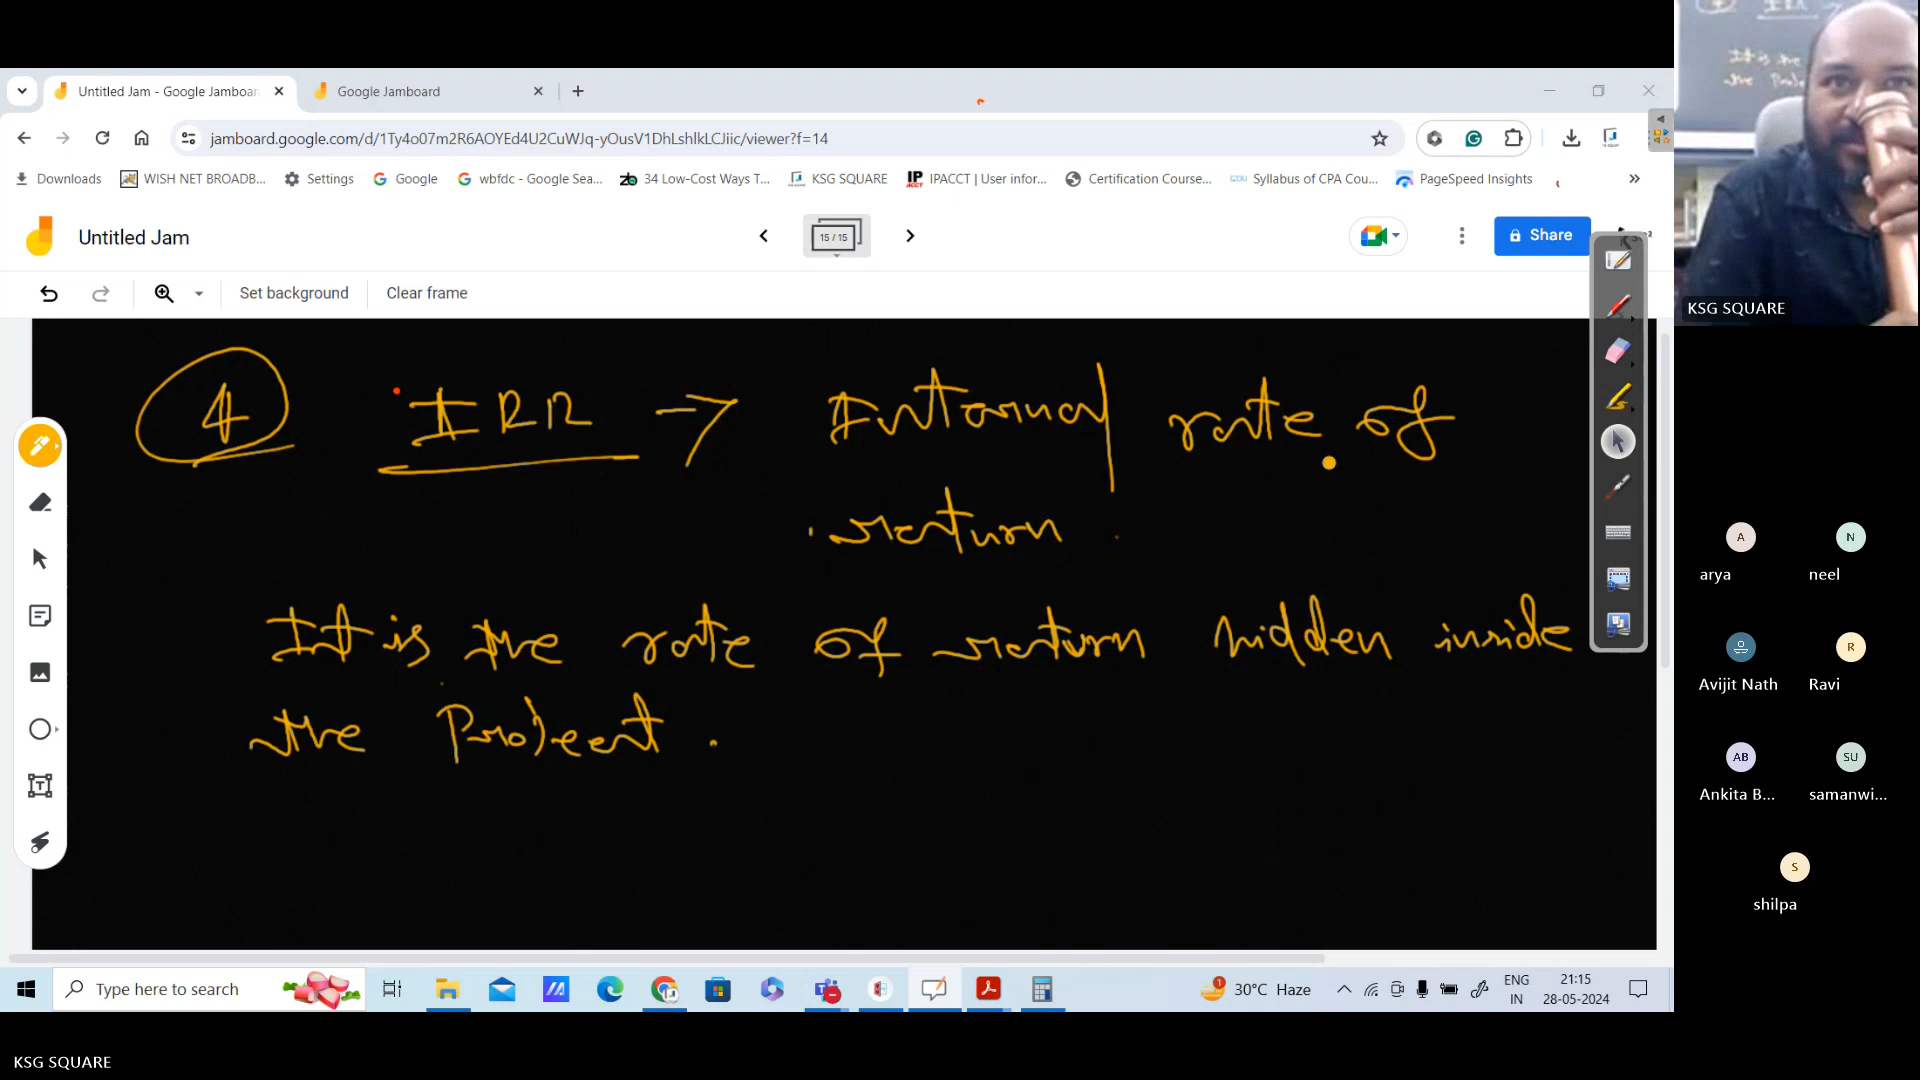 Untitled Jam - Google Jamboar
Google Jamboard
jamboard.google.com/d/1Ty4o07m2R6AOYEd4U2CuWJq-yOusV1DhLshlkLCJiic/viewer?f=14
Downloads WISH NET BROADB... Settings Google wbfdc - Google Sea... 34 Low-Cost Ways T... KSG SQUARE IPACCT | User infor... Certification Course... Syllabus of CPA Cou... PageSpeed Insights
Untitled Jam
15 / 15
Share
Set background Clear frame
4 IRR → Internal rate of
return
It is the rate of return hidden inside
the Project .
KSG SQUARE
A N
arya neel
R
Avijit Nath Ravi
AB SU
Ankita B... samanwi...
S
shilpa
Type here to search
30°C Haze
ENG
IN
21:15
28-05-2024
KSG SQUARE